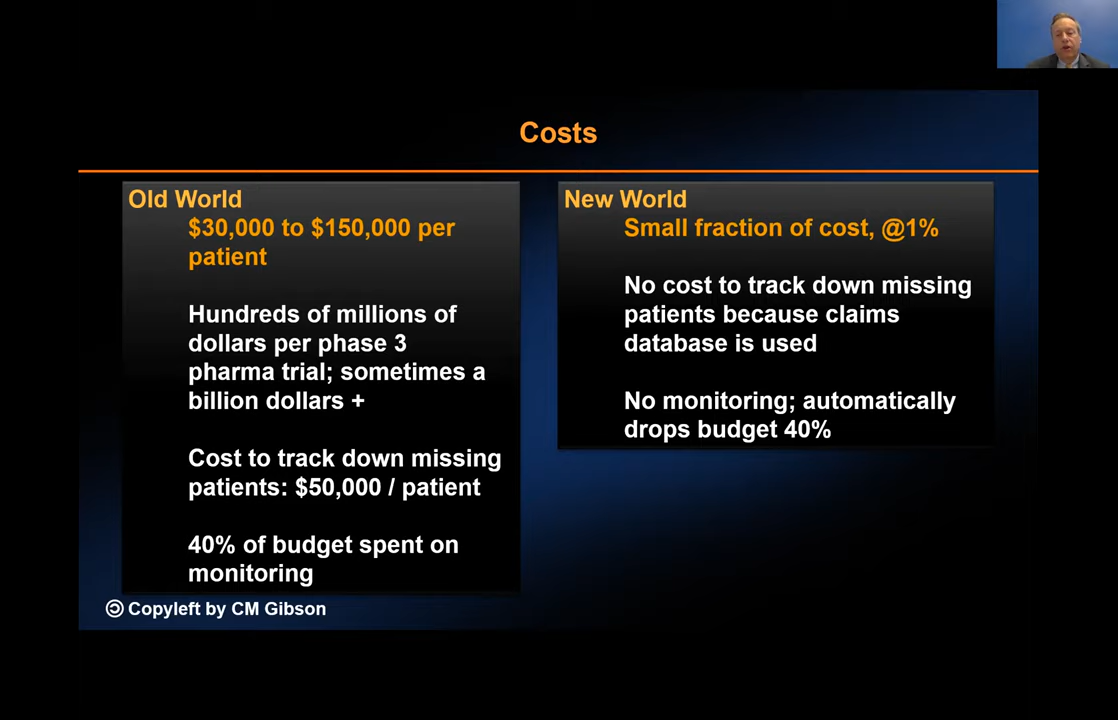 Costs
Old World
$30,000 to $150,000 per
patient
Hundreds of millions of
dollars per phase 3
pharma trial; sometimes a
billion dollars +
Cost to track down missing
patients: $50,000 / patient
40% of budget spent on
monitoring
New World
Small fraction of cost, @1%
No cost to track down missing
patients because claims
database is used
No monitoring; automatically
drops budget 40%
🄯 Copyleft by CM Gibson